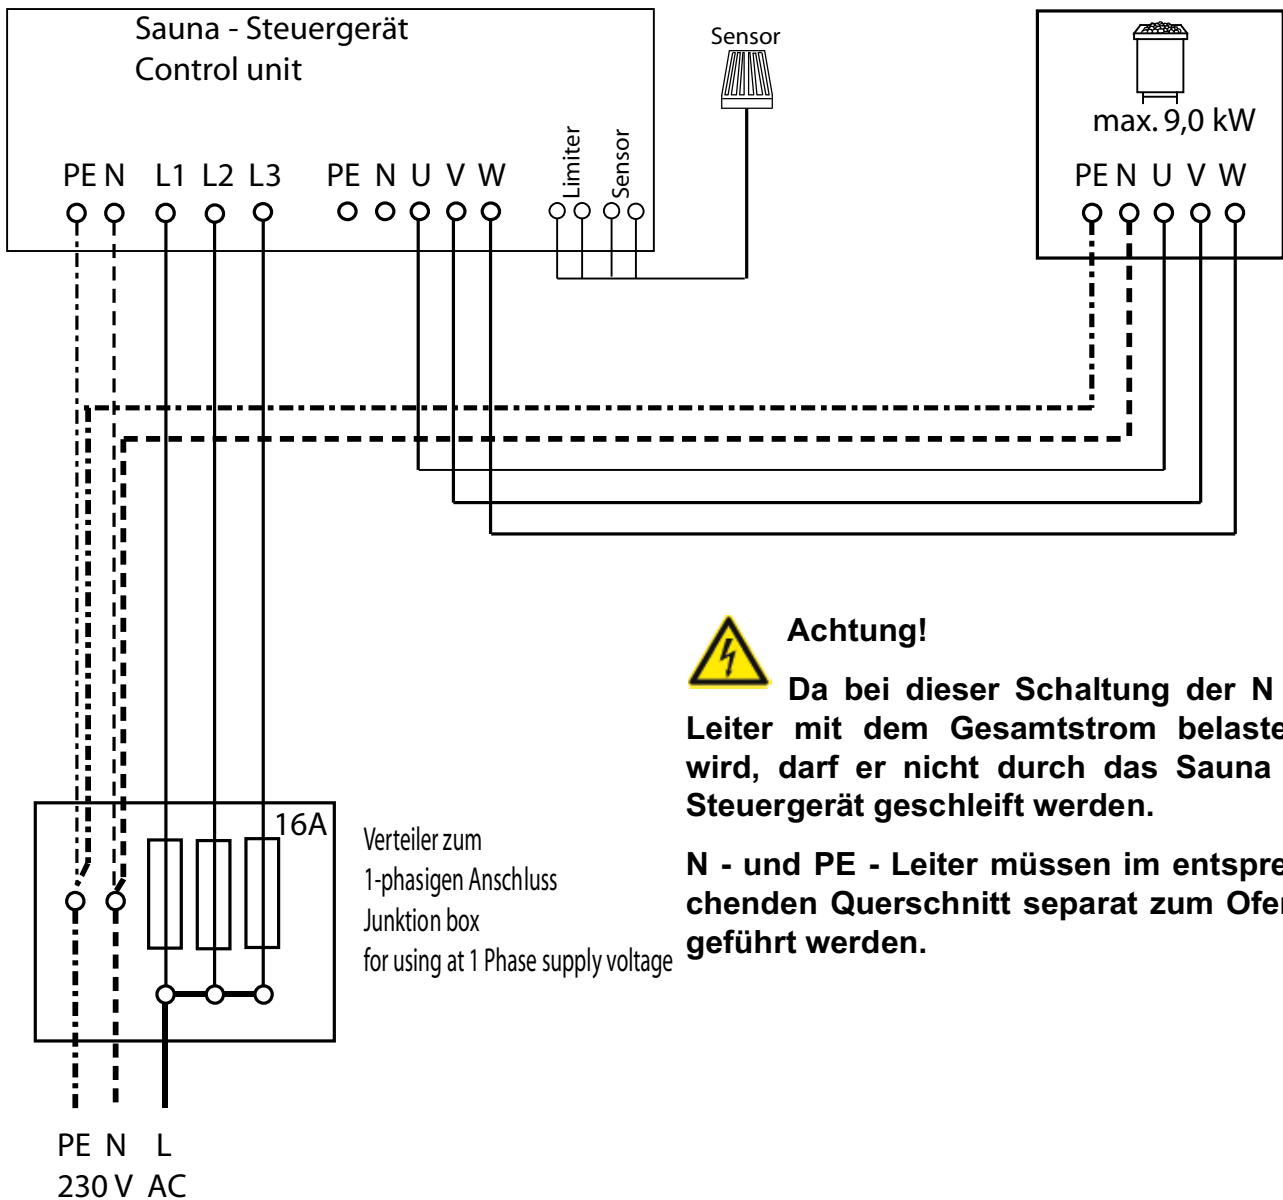 Sauna - Steuergerät
Control unit
Sensor
max. 9,0 kW
Limiter
Sensor
PE N L1 L2 L3 PE N U V W
PE N U V W
Achtung!
Da bei dieser Schaltung der N
Leiter mit dem Gesamtstrom belaste
wird, darf er nicht durch das Sauna
Steuergerät geschleift werden.
N - und PE - Leiter müssen im entspre
chenden Querschnitt separat zum Ofe
geführt werden.
16A
Verteiler zum
1-phasigen Anschluss
Junktion box
for using at 1 Phase supply voltage
PE N L
230 V AC